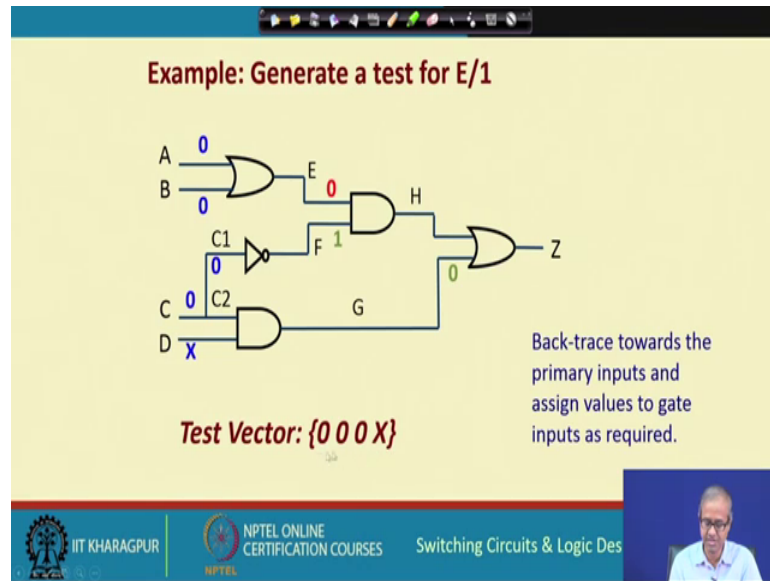 Example: Generate a test for E/1
A 0
B 0
E 0
H
C1 0
F 1
Z
0
C 0 C2
G
D X
Back-trace towards the
primary inputs and
assign values to gate
inputs as required.
Test Vector: {0 0 0 X}
IIT KHARAGPUR
NPTEL
NPTEL ONLINE
CERTIFICATION COURSES
Switching Circuits & Logic Des